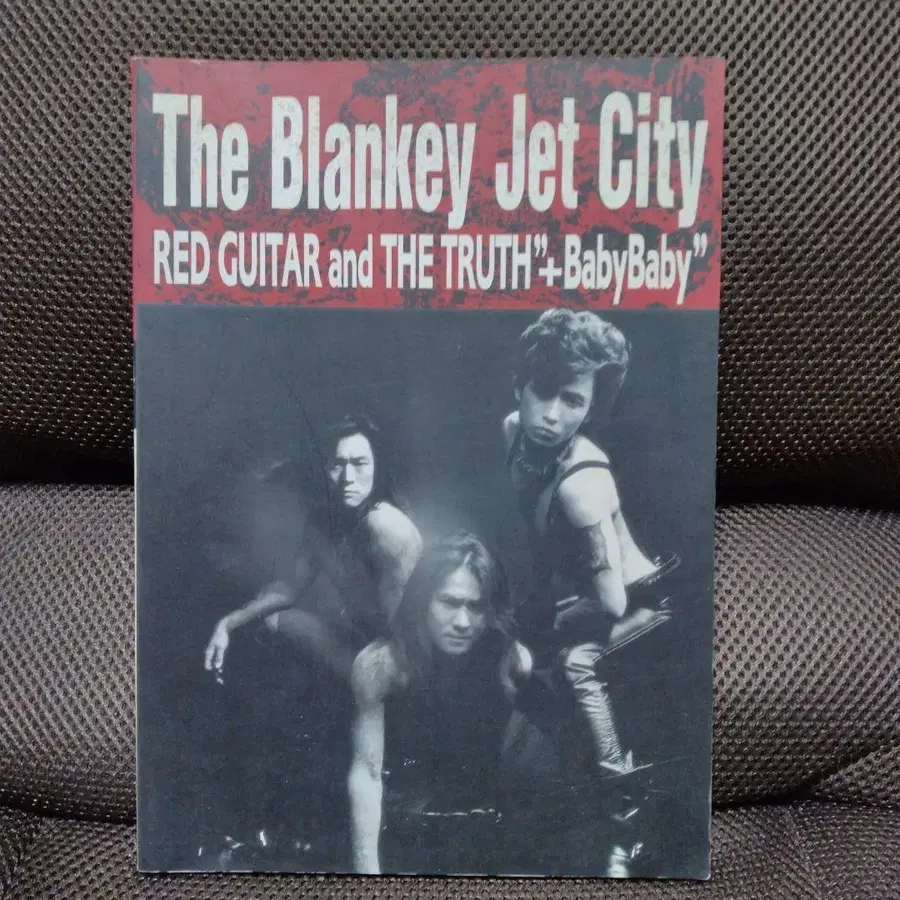 The Blankey Jet City
RED GUITAR and THE TRUTH”+BabyBaby”